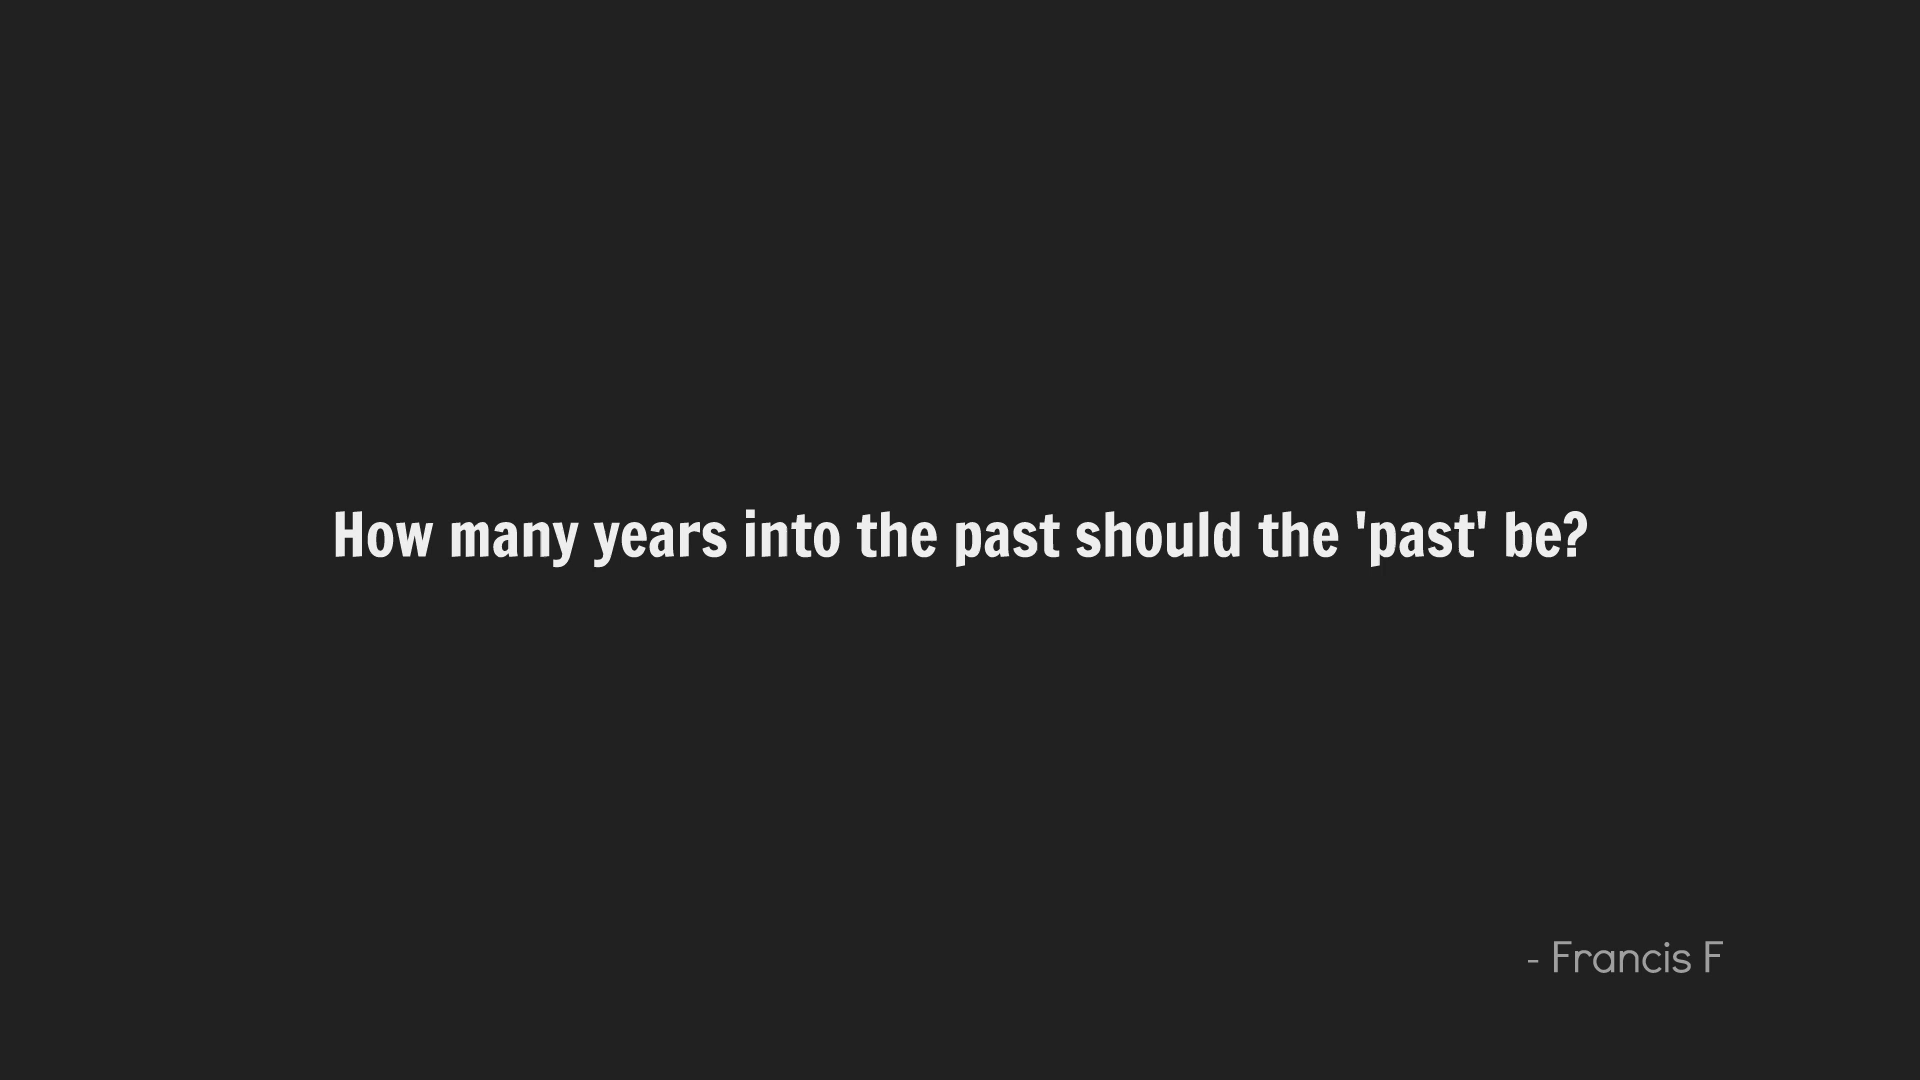 How many years into the past should the 'past' be?
- Francis F